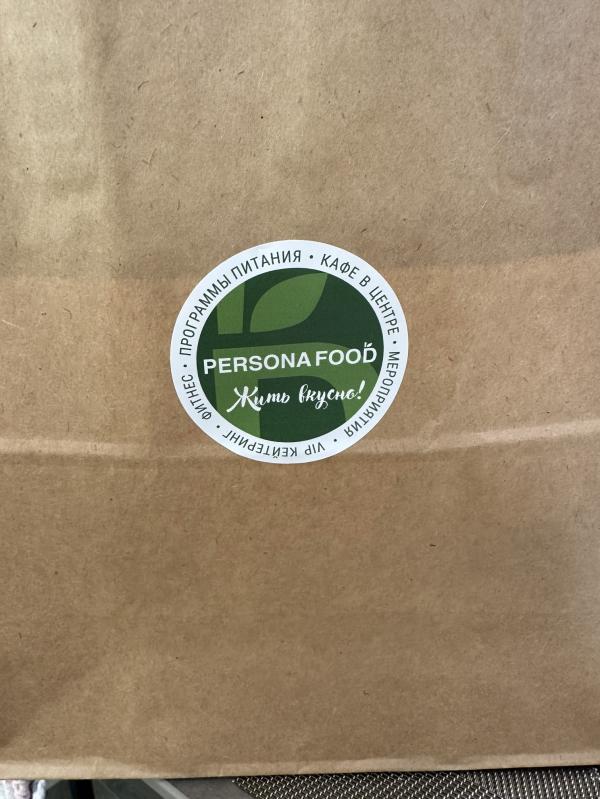 ФИТНЕС • ПРОГРАММЫ ПИТАНИЯ • КАФЕ В ЦЕНТРЕ • МЕРОПРИЯТИЯ • VIP КЕЙТЕРИНГ •
PERSONA FOOD
Жить вкусно!